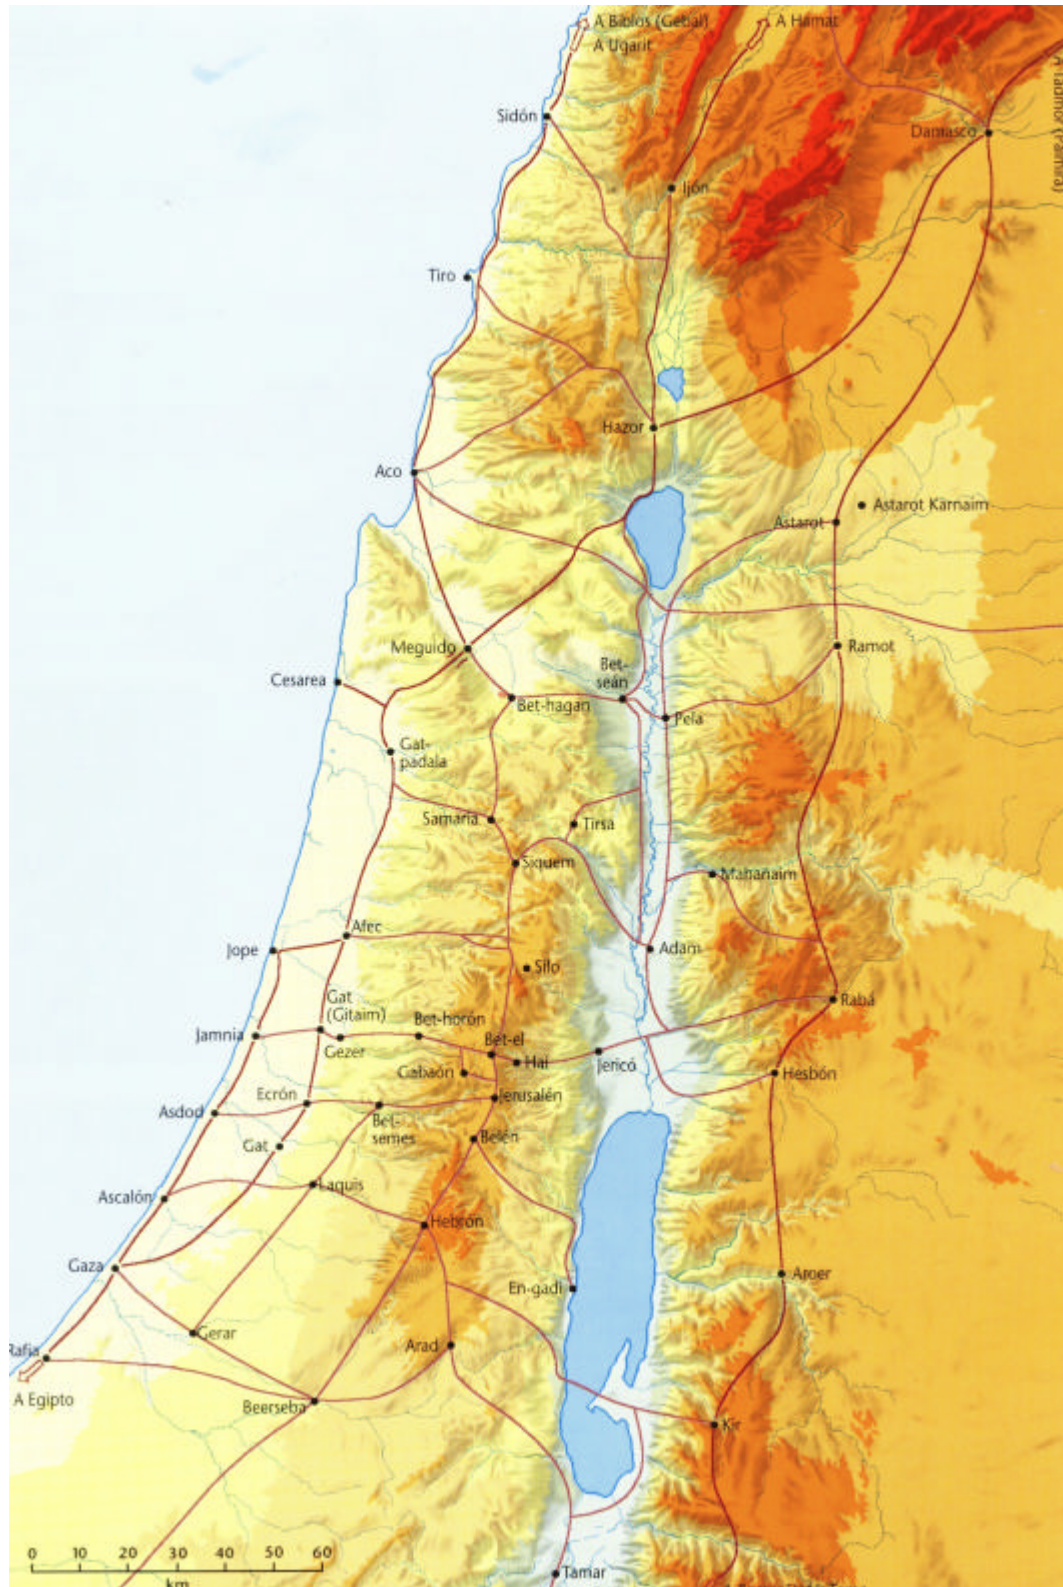 A Biblos (Gebal)
A Ugarit
A Hamat
A Tadmor (Palmira)
Sidón
Damasco
Ijón
Tiro
Hazor
Aco
Astarot Karnaim
Astarot
Meguido
Ramot
Bet-
seán
Cesarea
Bet-hagan
Pela
Gat-
padala
Samaria
Tirsa
Siquem
Mahanaim
Afec
Jope
Adam
Silo
Rabá
Gat
(Gitaim)
Bet-horón
Jamnia
Gezer
Bet-el
Hai
Jericó
Gabaón
Hesbón
Ecrón
Jerusalén
Asdod
Bet-
semes
Belén
Gat
Laquis
Ascalón
Hebrón
Gaza
Aroer
En-gadi
Gerar
Rafia
Arad
A Egipto
Beerseba
Kir
0 10 20 30 40 50 60
km
Tamar